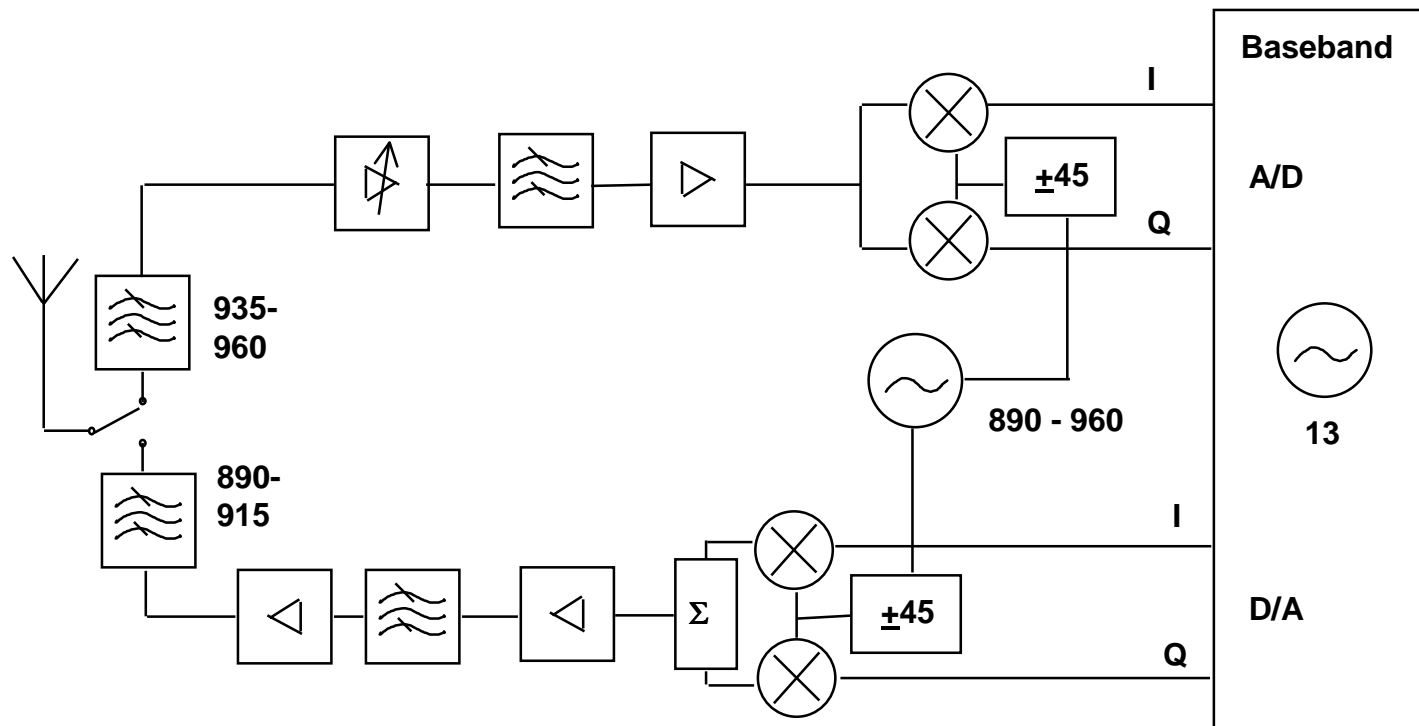 Baseband
I
±45
A/D
Q
935-
960
890 - 960
13
890-
915
I
Σ
±45
D/A
Q